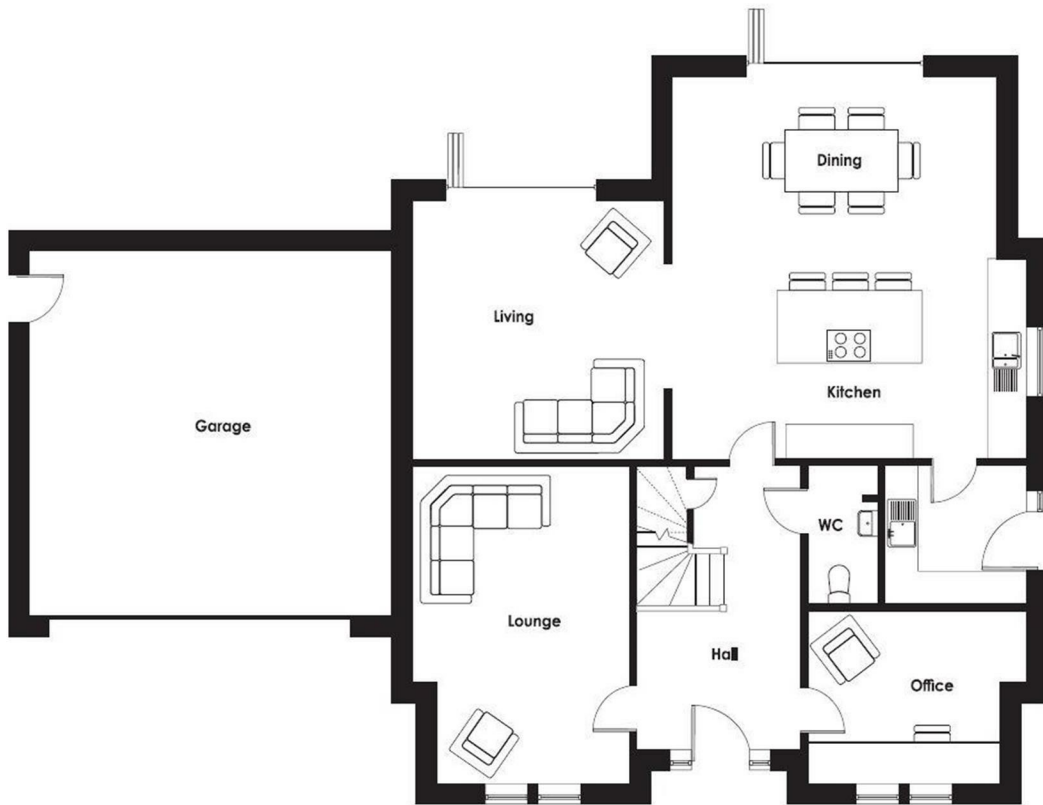 Dining
Living
Kitchen
Garage
WC
Lounge
Hall
Office